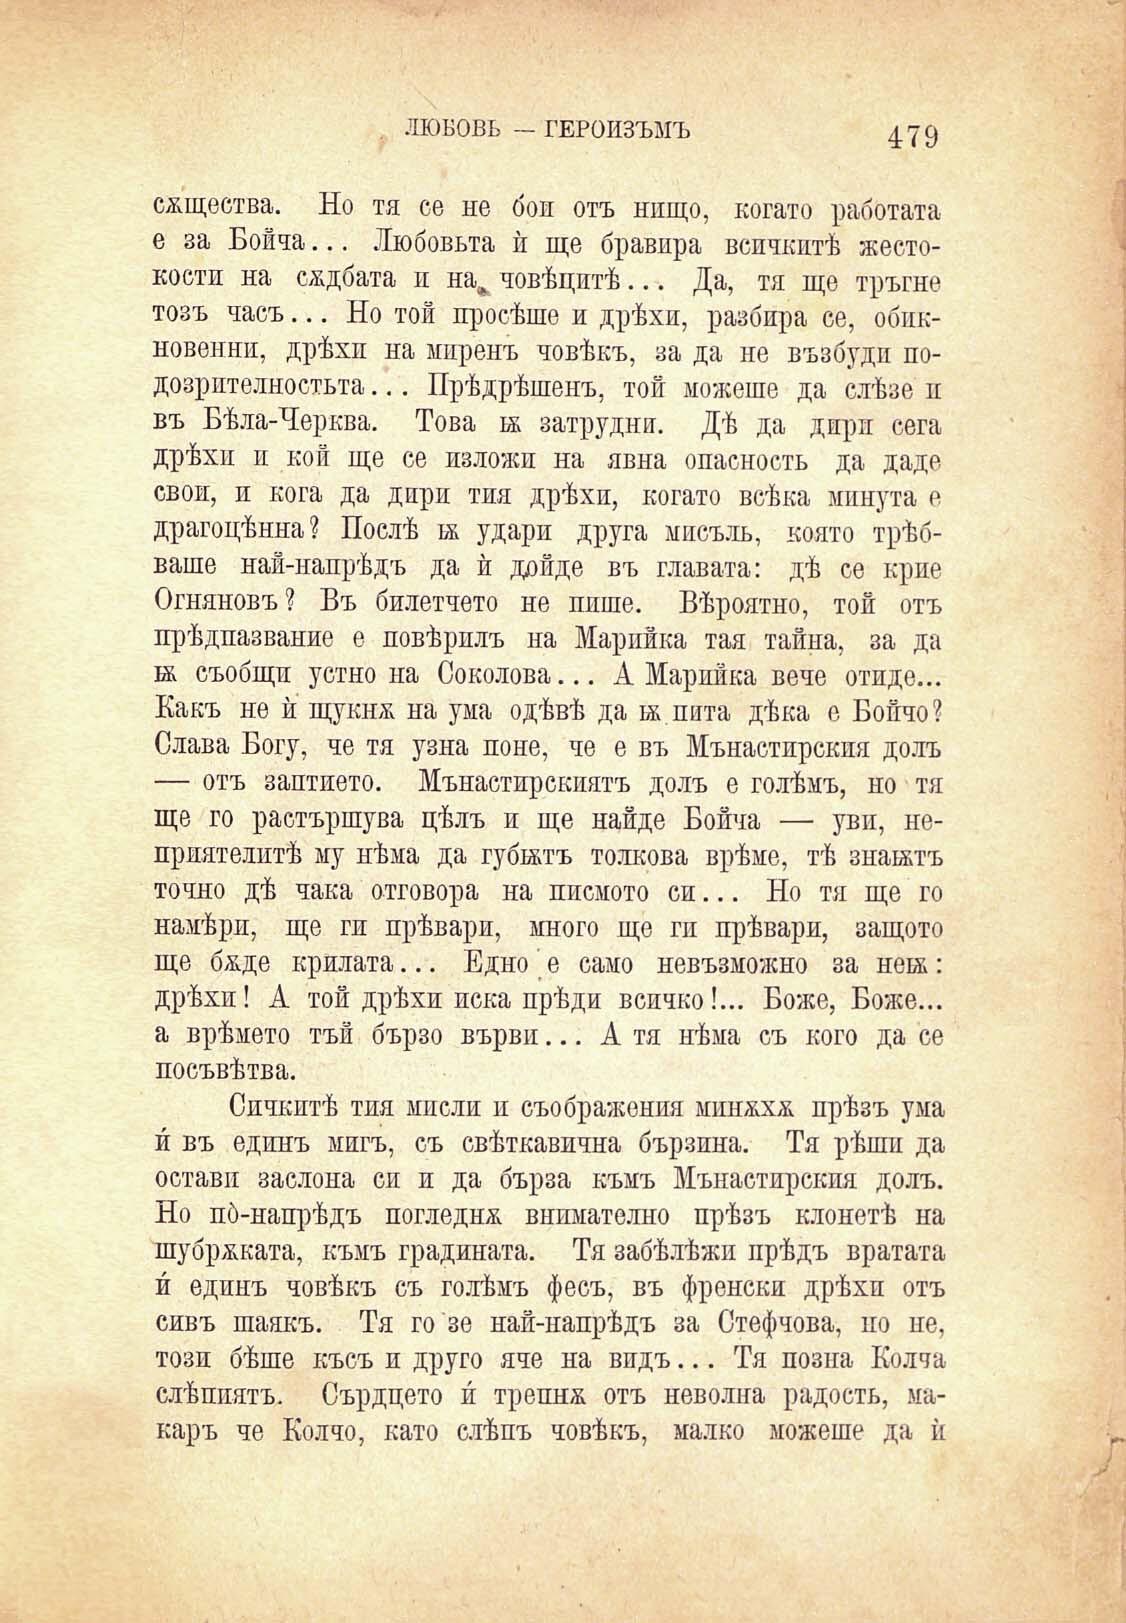 ЛЮБОВЬ — ГЕРОИЗЪМЪ 479
сѫщества. Но тя се не бои отъ нищо, когато работата
е за Бойча... Любовьта ѝ ще бравира всичкитѣ жесто-
кости на сѫдбата и на човѣцитѣ... Да, тя ще тръгне
тозъ часъ... Но той просѣше и дрѣхи, разбира се, обик-
новенни, дрѣхи на миренъ човѣкъ, за да не възбуди по-
дозрителностьта... Прѣдрѣшенъ, той можеше да слѣзе и
въ Бѣла-Черква. Това ѭ затрудни. Дѣ да дири сега
дрѣхи и кой ще се изложи на явна опасность да даде
свои, и кога да дири тия дрѣхи, когато всѣка минута е
драгоцѣнна? Послѣ ѭ удари друга мисъль, която трѣб-
ваше най-напрѣдъ да ѝ дойде въ главата: дѣ се крие
Огняновъ? Въ билетчето не пише. Вѣроятно, той отъ
прѣдпазвание е повѣрилъ на Марийка тая тайна, за да
ѭ съобщи устно на Соколова... А Марийка вече отиде...
Какъ не ѝ щукнѫ на ума одѣвѣ да ѭ пита дѣка е Бойчо?
Слава Богу, че тя узна поне, че е въ Мънастирския долъ
— отъ заптието. Мънастирскиятъ долъ е голѣмъ, но тя
ще го растършува цѣлъ и ще найде Бойча — уви, не-
приятелитѣ му нѣма да губѭтъ толкова врѣме, тѣ знаѭтъ
точно дѣ чака отговора на писмото си... Но тя ще го
намѣри, ще ги прѣвари, много ще ги прѣвари, защото
ще бѫде крилата... Едно е само невъзможно за неѭ:
дрѣхи! А той дрѣхи иска прѣди всичко!... Боже, Боже...
а врѣмето тъй бързо върви... А тя нѣма съ кого да се
посъвѣтва.
Сичкитѣ тия мисли и съображения минѫхѫ прѣзъ ума
ѝ въ единъ мигъ, съ свѣткавична бързина. Тя рѣши да
остави заслона си и да бърза къмъ Мънастирския долъ.
Но по̀-напрѣдъ погледнѫ внимателно прѣзъ клонетѣ на
шубрѫката, къмъ градината. Тя забѣлѣжи прѣдъ вратата
ѝ единъ човѣкъ съ голѣмъ фесъ, въ френски дрѣхи отъ
сивъ шаякъ. Тя го зе най-напрѣдъ за Стефчова, но не,
този бѣше късъ и друго яче на видъ... Тя позна Колча
слѣпиятъ. Сърдцето ѝ трепнѫ отъ неволна радость, ма-
каръ че Колчо, като слѣпъ човѣкъ, малко можеше да ѝ